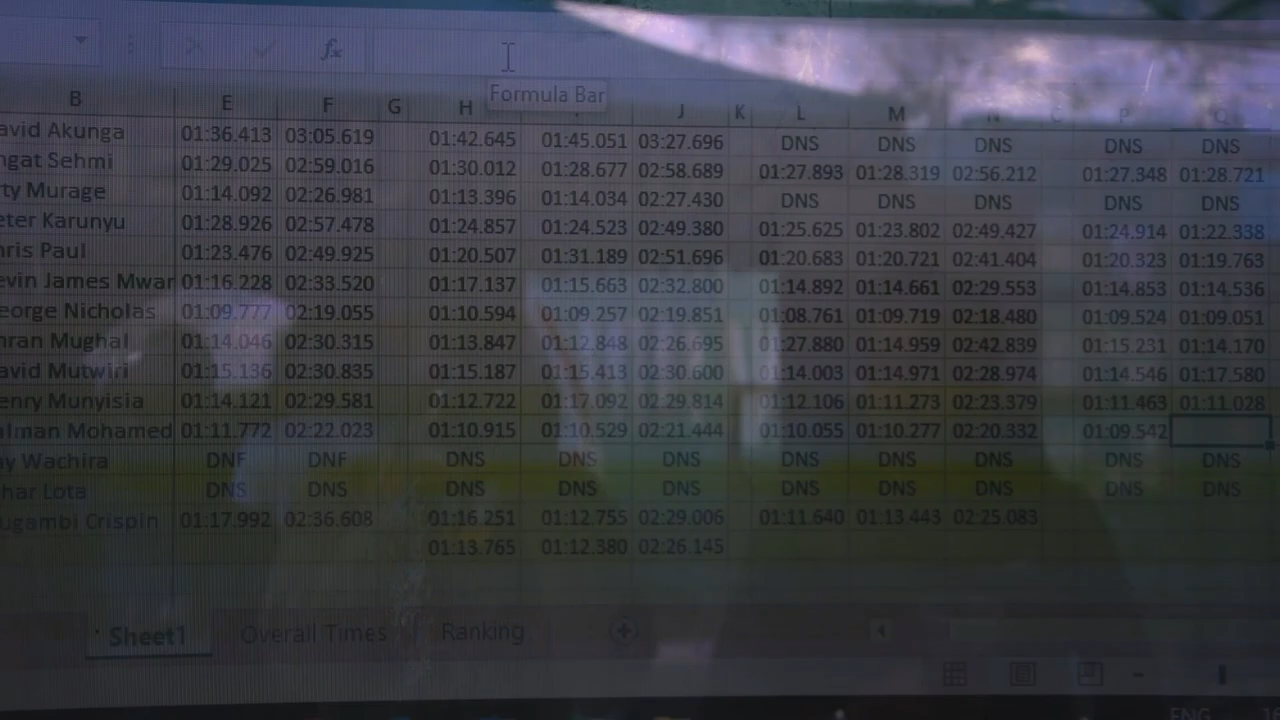 fx
Formula Bar
B E F G H J K L M N P Q
avid Akunga 01:36.413 03:05.619 01:42.645 01:45.051 03:27.696 DNS DNS DNS DNS DNS
ngat Sehmi 01:29.025 02:59.016 01:30.012 01:28.677 02:58.689 01:27.893 01:28.319 02:56.212 01:27.348 01:28.721
rty Murage 01:14.092 02:26.981 01:13.396 01:14.034 02:27.430 DNS DNS DNS DNS DNS
eter Karunyu 01:28.926 02:57.478 01:24.857 01:24.523 02:49.380 01:25.625 01:23.802 02:49.427 01:24.914 01:22.338
hris Paul 01:23.476 02:49.925 01:20.507 01:31.189 02:51.696 01:20.683 01:20.721 02:41.404 01:20.323 01:19.763
evin James Mwar 01:16.228 02:33.520 01:17.137 01:15.663 02:32.800 01:14.892 01:14.661 02:29.553 01:14.853 01:14.536
eorge Nicholas 01:09.777 02:19.055 01:10.594 01:09.257 02:19.851 01:08.761 01:09.719 02:18.480 01:09.524 01:09.051
nran Mughal 01:14.046 02:30.315 01:13.847 01:12.848 02:26.695 01:27.880 01:14.959 02:42.839 01:15.231 01:14.170
avid Mutwiri 01:15.136 02:30.835 01:15.187 01:15.413 02:30.600 01:14.003 01:14.971 02:28.974 01:14.546 01:17.580
enry Munyisia 01:14.121 02:29.581 01:12.722 01:17.092 02:29.814 01:12.106 01:11.273 02:23.379 01:11.463 01:11.028
alman Mohamed 01:11.772 02:22.023 01:10.915 01:10.529 02:21.444 01:10.055 01:10.277 02:20.332 01:09.542
ay Wachira DNF DNF DNS DNS DNS DNS DNS DNS DNS DNS
har Lota DNS DNS DNS DNS DNS DNS DNS DNS DNS DNS
ugambi Crispin 01:17.992 02:36.608 01:16.251 01:12.755 02:29.006 01:11.640 01:13.443 02:25.083
01:13.765 01:12.380 02:26.145
Sheet1 Overall Times Ranking
ENG